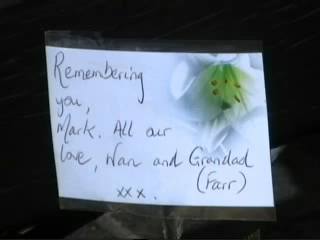 Remembering
you,
Mark. All our
love, Nan and Grandad
(Farr)
xxx.